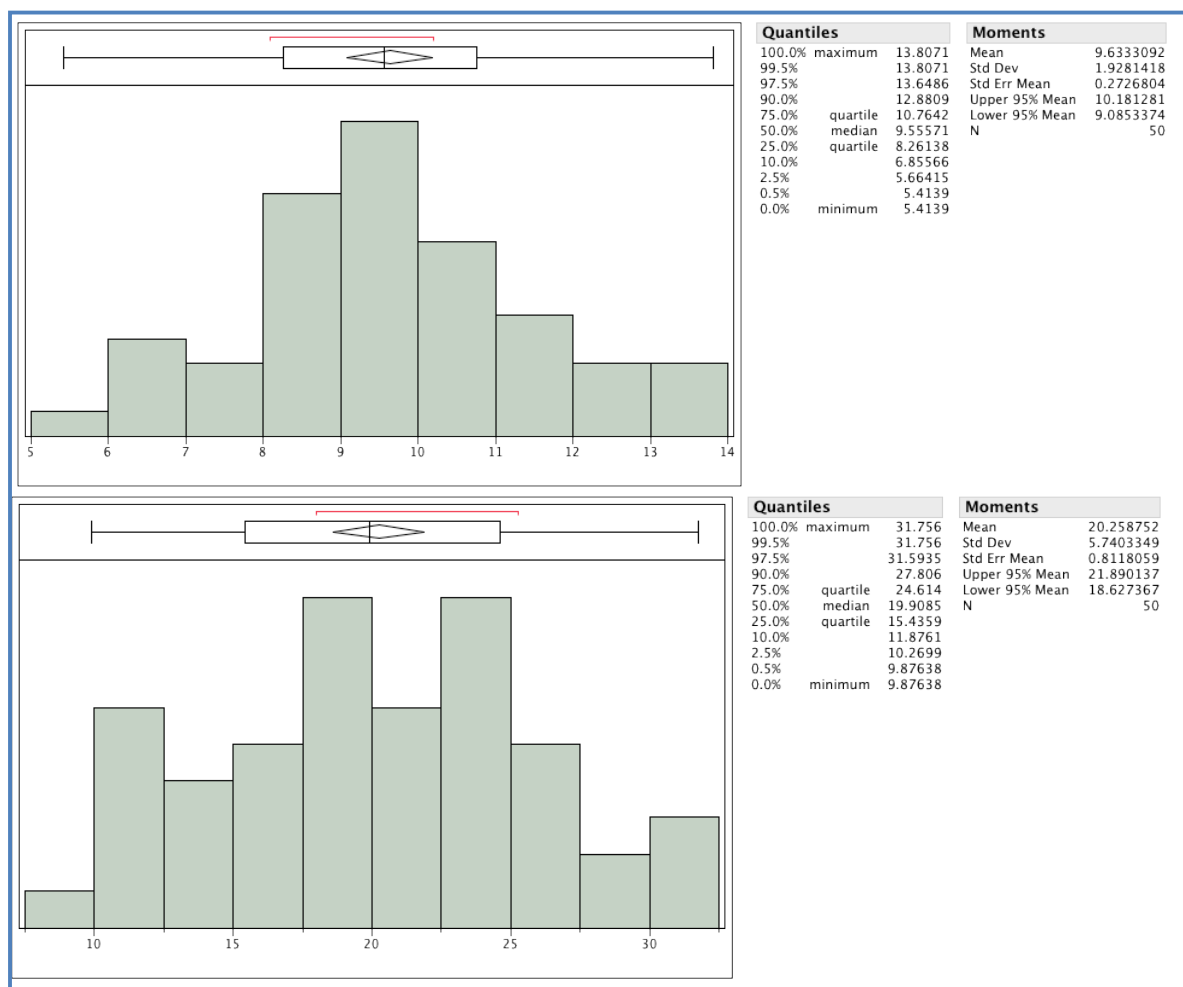 Quantiles
100.0% maximum 13.8071
99.5% 13.8071
97.5% 13.6486
90.0% 12.8809
75.0% quartile 10.7642
50.0% median 9.55571
25.0% quartile 8.26138
10.0% 6.85566
2.5% 5.66415
0.5% 5.4139
0.0% minimum 5.4139
Moments
Mean 9.6333092
Std Dev 1.9281418
Std Err Mean 0.2726804
Upper 95% Mean 10.181281
Lower 95% Mean 9.0853374
N 50
5 6 7 8 9 10 11 12 13 14
Quantiles
100.0% maximum 31.756
99.5% 31.756
97.5% 31.5935
90.0% 27.806
75.0% quartile 24.614
50.0% median 19.9085
25.0% quartile 15.4359
10.0% 11.8761
2.5% 10.2699
0.5% 9.87638
0.0% minimum 9.87638
Moments
Mean 20.258752
Std Dev 5.7403349
Std Err Mean 0.8118059
Upper 95% Mean 21.890137
Lower 95% Mean 18.627367
N 50
10 15 20 25 30